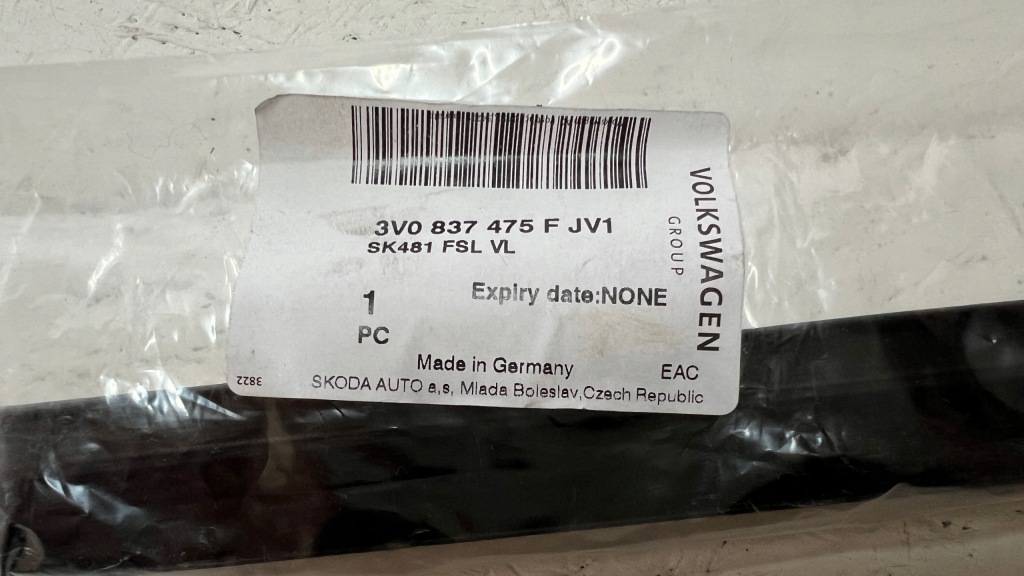 3V0 837 475 F JV1
SK481 FSL VL
1
PC
Expiry date:NONE
Made in Germany
EAC
SKODA AUTO a,s, Mlada Boleslav,Czech Republic
3822
VOLKSWAGEN
GROUP